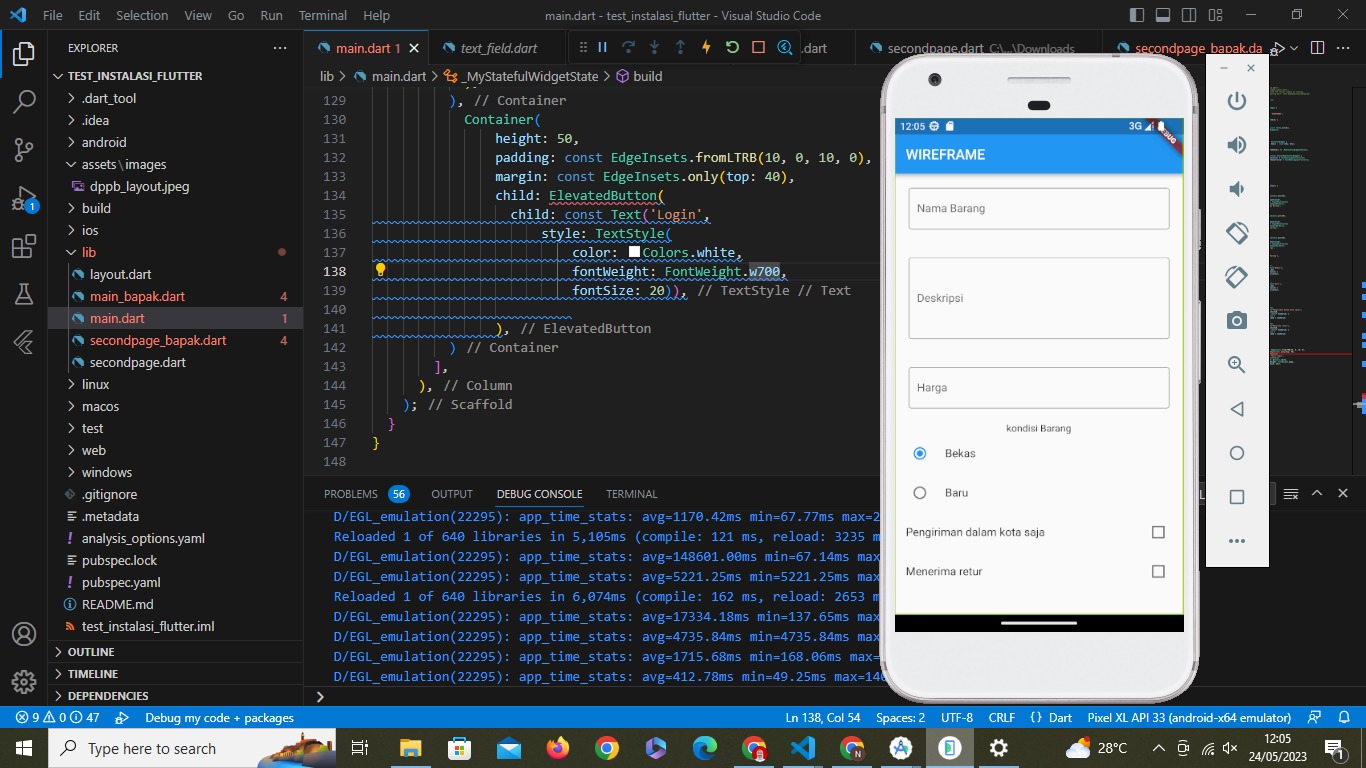 File Edit Selection View Go Run Terminal Help
main.dart - test_instalasi_flutter - Visual Studio Code
EXPLORER
TEST_INSTALASI_FLUTTER
.dart_tool
.idea
android
assets\images
dppb_layout.jpeg
build
ios
lib
layout.dart
main_bapak.dart 4
main.dart 1
secondpage_bapak.dart 4
secondpage.dart
linux
macos
test
web
windows
.gitignore
.metadata
analysis_options.yaml
pubspec.lock
pubspec.yaml
README.md
test_instalasi_flutter.iml
OUTLINE
TIMELINE
DEPENDENCIES
1
main.dart 1
text_field.dart
.dart
secondpage.dart C:\...\Downloads
secondpage_bapak.da
lib > main.dart > _MyStatefulWidgetState > build
129 ), // Container
130 Container(
131 height: 50,
132 padding: const EdgeInsets.fromLTRB(10, 0, 10, 0),
133 margin: const EdgeInsets.only(top: 40),
134 child: ElevatedButton(
135 child: const Text('Login',
136 style: TextStyle(
137 color: Colors.white,
138 fontWeight: FontWeight.w700,
139 fontSize: 20)), // TextStyle // Text
140
141 ), // ElevatedButton
142 ) // Container
143 ],
144 ), // Column
145 ); // Scaffold
146 }
147 }
148
PROBLEMS 56 OUTPUT DEBUG CONSOLE TERMINAL
D/EGL_emulation(22295): app_time_stats: avg=1170.42ms min=67.77ms max=2
Reloaded 1 of 640 libraries in 5,105ms (compile: 121 ms, reload: 3235 m
D/EGL_emulation(22295): app_time_stats: avg=148601.00ms min=67.14ms max=
D/EGL_emulation(22295): app_time_stats: avg=5221.25ms min=5221.25ms max=
Reloaded 1 of 640 libraries in 6,074ms (compile: 162 ms, reload: 2653 m
D/EGL_emulation(22295): app_time_stats: avg=17334.18ms min=137.65ms max=
D/EGL_emulation(22295): app_time_stats: avg=4735.84ms min=4735.84ms max=
D/EGL_emulation(22295): app_time_stats: avg=1715.68ms min=168.06ms max=
D/EGL_emulation(22295): app_time_stats: avg=412.78ms min=49.25ms max=140
12:05 3G
WIREFRAME
Nama Barang
Deskripsi
Harga
kondisi Barang
Bekas
Baru
Pengiriman dalam kota saja
Menerima retur
9 0 47 Debug my code + packages
Ln 138, Col 54 Spaces: 2 UTF-8 CRLF {} Dart Pixel XL API 33 (android-x64 emulator)
Type here to search
28°C
12:05
24/05/2023
1